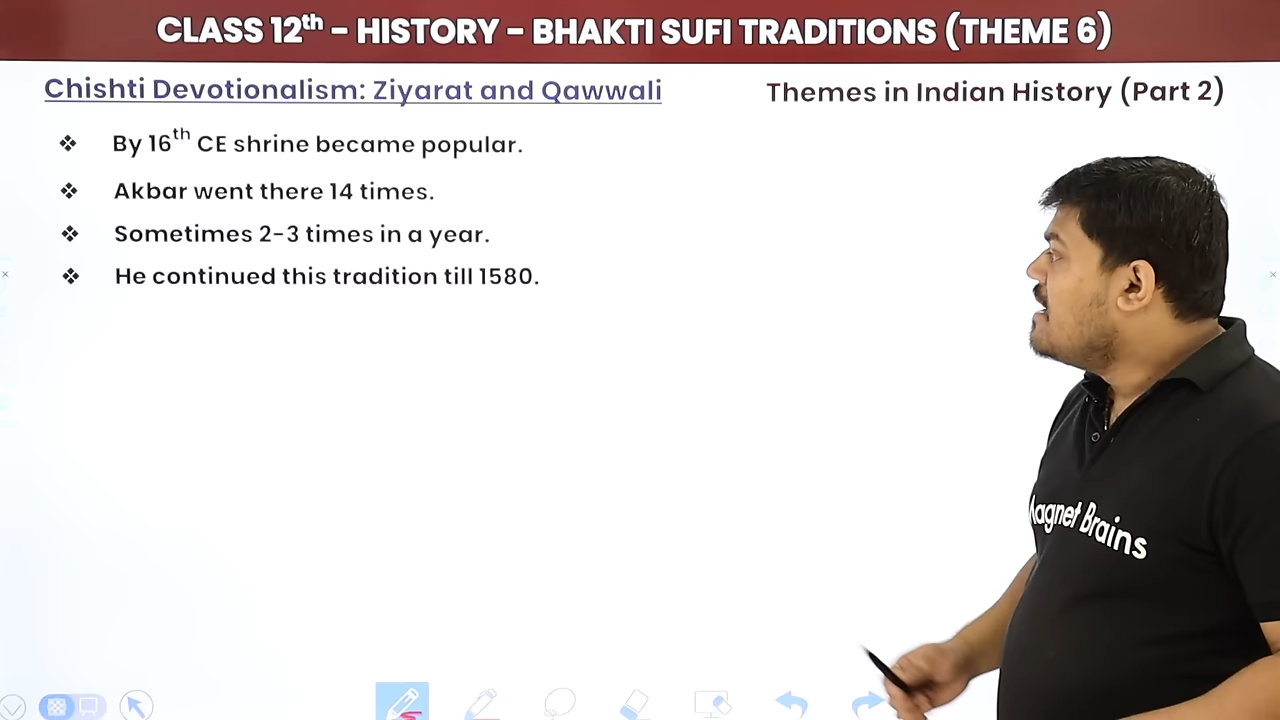 CLASS 12th - HISTORY - BHAKTI SUFI TRADITIONS (THEME 6)
Chishti Devotionalism: Ziyarat and Qawwali
Themes in Indian History (Part 2)
❖ By 16th CE shrine became popular.
❖ Akbar went there 14 times.
❖ Sometimes 2-3 times in a year.
❖ He continued this tradition till 1580.
Magnet Brains